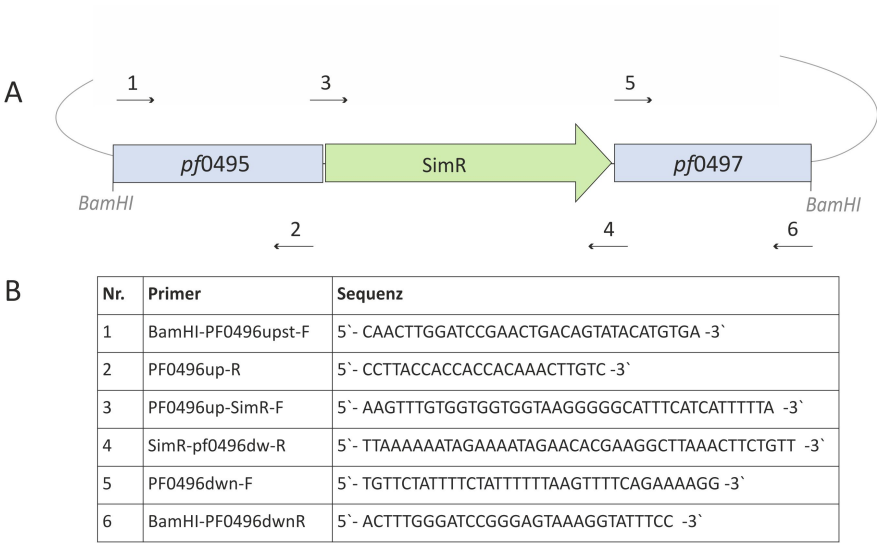 A
1
3
5
pf0495
SimR
pf0497
BamHI
BamHI
2
4
6
B
Nr. Primer Sequenz
1 BamHI-PF0496upst-F 5`- CAACTTGGATCCGAACTGACAGTATACATGTGA -3`
2 PF0496up-R 5`- CCTTACCACCACCACAAACTTGTC -3`
3 PF0496up-SimR-F 5`- AAGTTTGTGGTGGTGGTAAGGGGGCATTTCATCATTTTTA -3`
4 SimR-pf0496dw-R 5`- TTAAAAAATAGAAAATAGAACACGAAGGCTTAAACTTCTGTT -3`
5 PF0496dwn-F 5`- TGTTCTATTTTCTATTTTTTAAGTTTTCAGAAAAGG -3`
6 BamHI-PF0496dwnR 5`- ACTTTGGGATCCGGGAGTAAAGGTATTTCC -3`